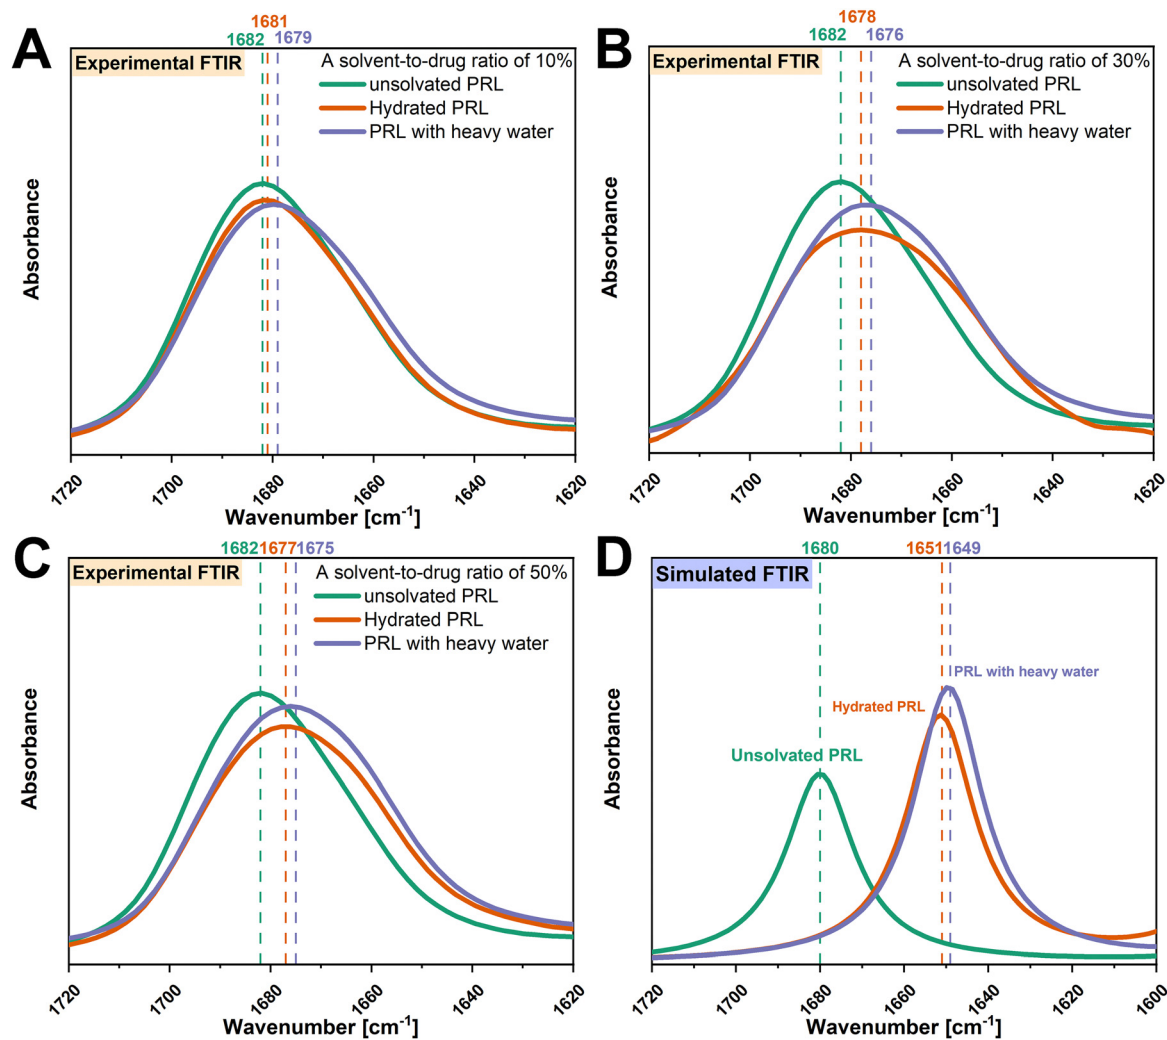 A
1681
1682 1679
Experimental FTIR
A solvent-to-drug ratio of 10%
unsolvated PRL
Hydrated PRL
PRL with heavy water
Absorbance
1720 1700 1680 1660 1640 1620
Wavenumber [cm⁻¹]
B
1678
1682 1676
Experimental FTIR
A solvent-to-drug ratio of 30%
unsolvated PRL
Hydrated PRL
PRL with heavy water
Absorbance
1720 1700 1680 1660 1640 1620
Wavenumber [cm⁻¹]
C
1682 1677 1675
Experimental FTIR
A solvent-to-drug ratio of 50%
unsolvated PRL
Hydrated PRL
PRL with heavy water
Absorbance
1720 1700 1680 1660 1640 1620
Wavenumber [cm⁻¹]
D
1680 1651 1649
Simulated FTIR
PRL with heavy water
Hydrated PRL
Unsolvated PRL
Absorbance
1720 1700 1680 1660 1640 1620 1600
Wavenumber [cm⁻¹]